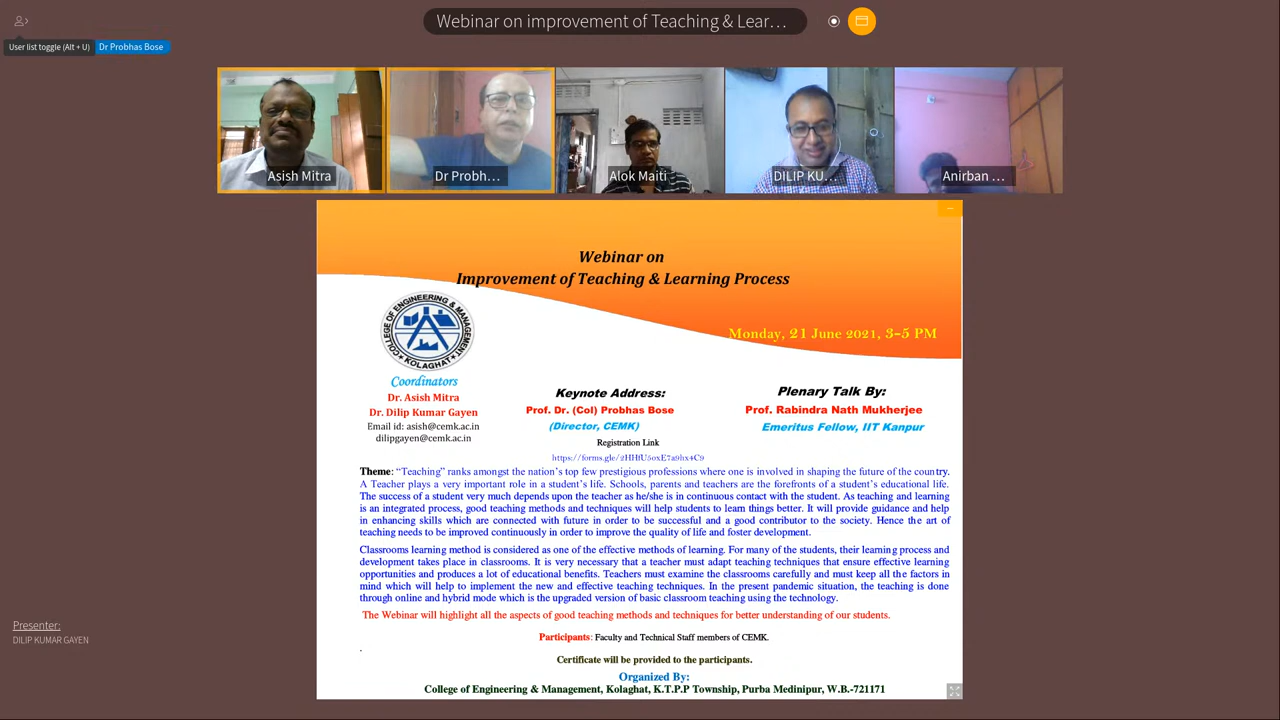 Webinar on improvement of Teaching & Lear...
User list toggle (Alt + U)
Dr Probhas Bose
Asish Mitra
Dr Probh...
Alok Maiti
DILIP KU...
Anirban ...
Webinar on
Improvement of Teaching & Learning Process
Monday, 21 June 2021, 3-5 PM
COLLEGE OF ENGINEERING & MANAGEMENT
KOLAGHAT
Coordinators
Dr. Asish Mitra
Dr. Dilip Kumar Gayen
Email id: asish@cemk.ac.in
dilipgayen@cemk.ac.in
Keynote Address:
Prof. Dr. (Col) Probhas Bose
(Director, CEMK)
Registration Link
https://forms.gle/2HHfU5oxE7a9hx4C9
Plenary Talk By:
Prof. Rabindra Nath Mukherjee
Emeritus Fellow, IIT Kanpur
Theme: “Teaching” ranks amongst the nation’s top few prestigious professions where one is involved in shaping the future of the country.
A Teacher plays a very important role in a student’s life. Schools, parents and teachers are the forefronts of a student’s educational life.
The success of a student very much depends upon the teacher as he/she is in continuous contact with the student. As teaching and learning
is an integrated process, good teaching methods and techniques will help students to learn things better. It will provide guidance and help
in enhancing skills which are connected with future in order to be successful and a good contributor to the society. Hence the art of
teaching needs to be improved continuously in order to improve the quality of life and foster development.
Classrooms learning method is considered as one of the effective methods of learning. For many of the students, their learning process and
development takes place in classrooms. It is very necessary that a teacher must adapt teaching techniques that ensure effective learning
opportunities and produces a lot of educational benefits. Teachers must examine the classrooms carefully and must keep all the factors in
mind which will help to implement the new and effective teaching techniques. In the present pandemic situation, the teaching is done
through online and hybrid mode which is the upgraded version of basic classroom teaching using the technology.
The Webinar will highlight all the aspects of good teaching methods and techniques for better understanding of our students.
Participants: Faculty and Technical Staff members of CEMK.
.
Certificate will be provided to the participants.
Organized By:
College of Engineering & Management, Kolaghat, K.T.P.P Township, Purba Medinipur, W.B.-721171
Presenter:
DILIP KUMAR GAYEN